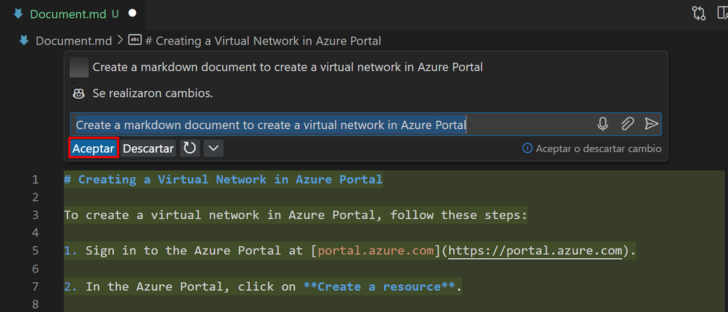 Document.md U
Document.md > # Creating a Virtual Network in Azure Portal
Create a markdown document to create a virtual network in Azure Portal
Se realizaron cambios.
Create a markdown document to create a virtual network in Azure Portal
Aceptar Descartar Aceptar o descartar cambio
1 # Creating a Virtual Network in Azure Portal
2
3 To create a virtual network in Azure Portal, follow these steps:
4
5 1. Sign in to the Azure Portal at [portal.azure.com](https://portal.azure.com).
6
7 2. In the Azure Portal, click on **Create a resource**.
8